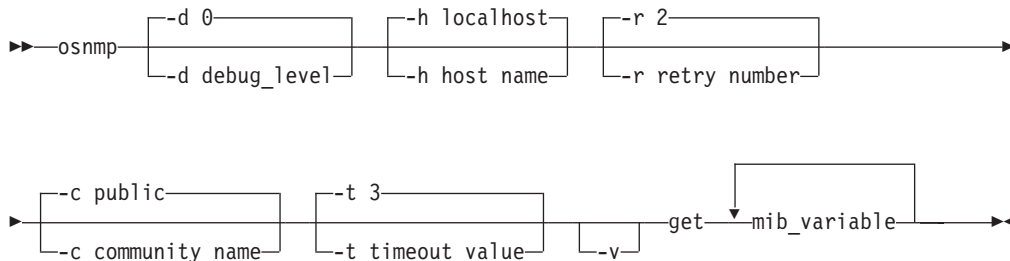 -d 0 -h localhost -r 2
osnmp
-d debug_level -h host name -r retry number
-c public -t 3
get mib_variable
-c community name -t timeout value -v